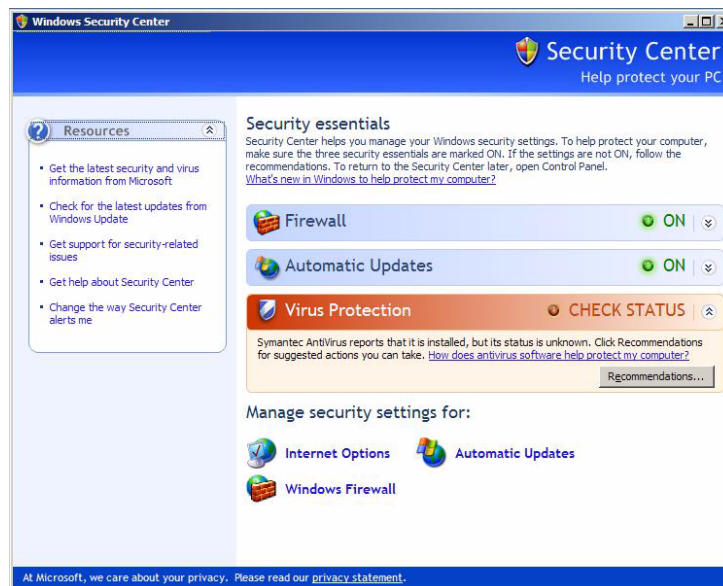 Windows Security Center
Security Center
Help protect your PC
Resources
Get the latest security and virus
information from Microsoft
Check for the latest updates from
Windows Update
Get support for security-related
issues
Get help about Security Center
Change the way Security Center
alerts me
Security essentials
Security Center helps you manage your Windows security settings. To help protect your computer,
make sure the three security essentials are marked ON. If the settings are not ON, follow the
recommendations. To return to the Security Center later, open Control Panel.
What's new in Windows to help protect my computer?
Firewall ON
Automatic Updates ON
Virus Protection CHECK STATUS
Symantec AntiVirus reports that it is installed, but its status is unknown. Click Recommendations
for suggested actions you can take. How does antivirus software help protect my computer?
Recommendations...
Manage security settings for:
Internet Options Automatic Updates
Windows Firewall
At Microsoft, we care about your privacy. Please read our privacy statement.